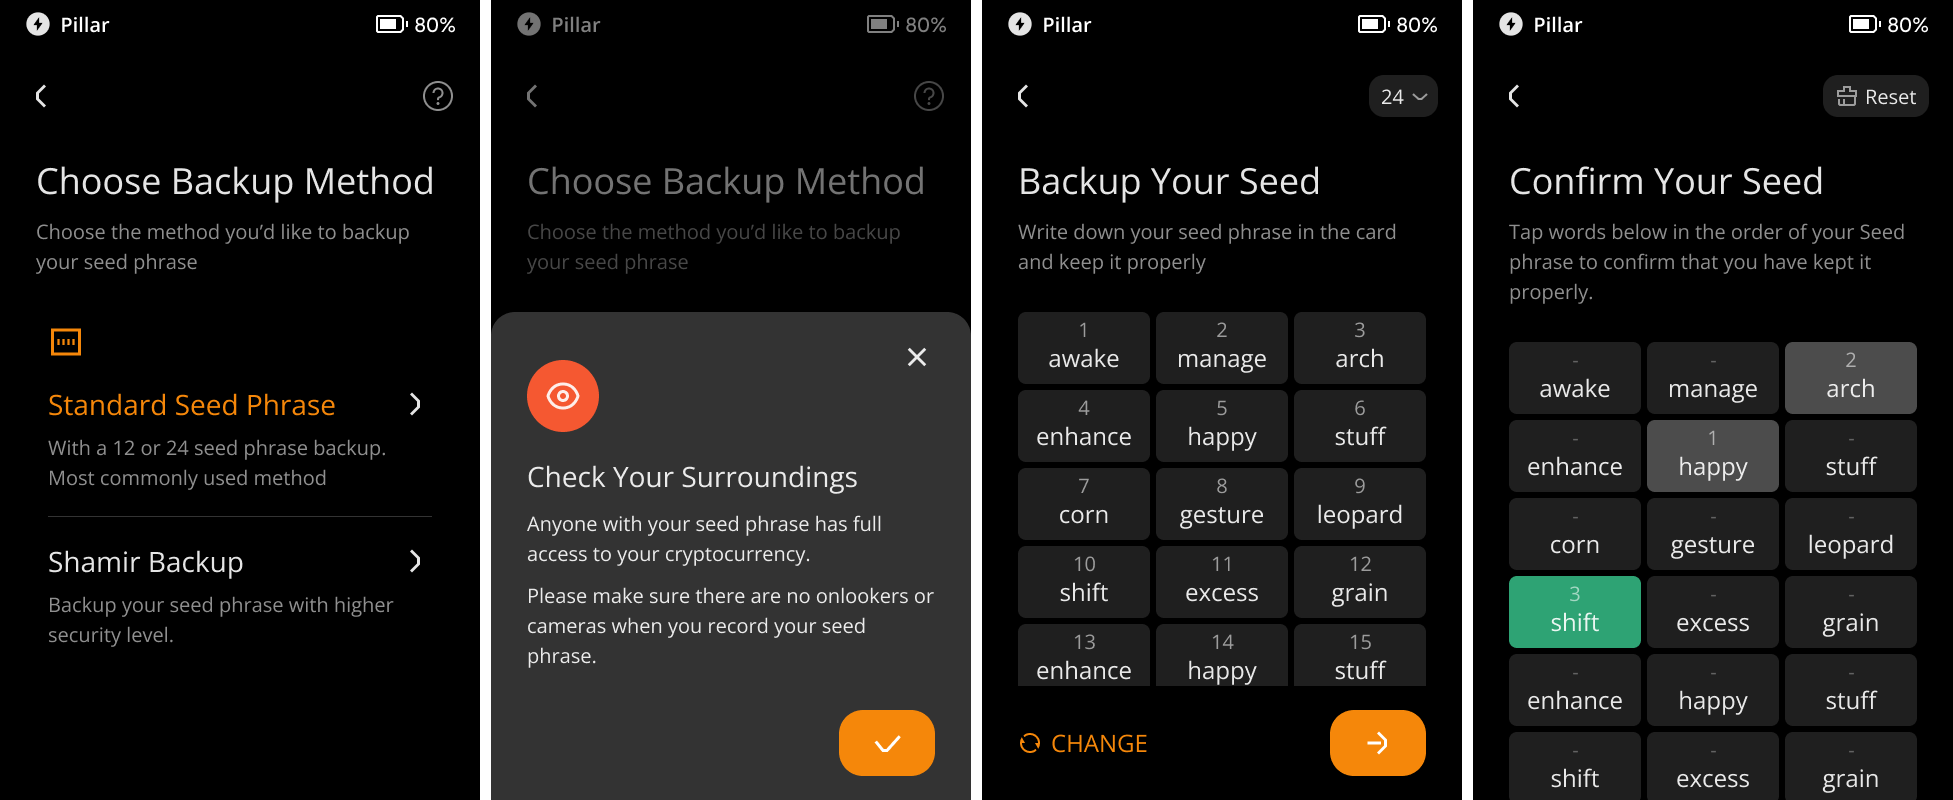 Pillar 80%
Choose Backup Method
Choose the method you’d like to backup
your seed phrase
Standard Seed Phrase
With a 12 or 24 seed phrase backup.
Most commonly used method
Shamir Backup
Backup your seed phrase with higher
security level.
Pillar 80%
Choose Backup Method
Choose the method you’d like to backup
your seed phrase
Check Your Surroundings
Anyone with your seed phrase has full
access to your cryptocurrency.
Please make sure there are no onlookers or
cameras when you record your seed
phrase.
Pillar 80%
24
Backup Your Seed
Write down your seed phrase in the card
and keep it properly
1 2 3
awake manage arch
4 5 6
enhance happy stuff
7 8 9
corn gesture leopard
10 11 12
shift excess grain
13 14 15
enhance happy stuff
CHANGE
Pillar 80%
Reset
Confirm Your Seed
Tap words below in the order of your Seed
phrase to confirm that you have kept it
properly.
- - 2
awake manage arch
- 1 -
enhance happy stuff
- - -
corn gesture leopard
3 - -
shift excess grain
- - -
enhance happy stuff
- - -
shift excess grain